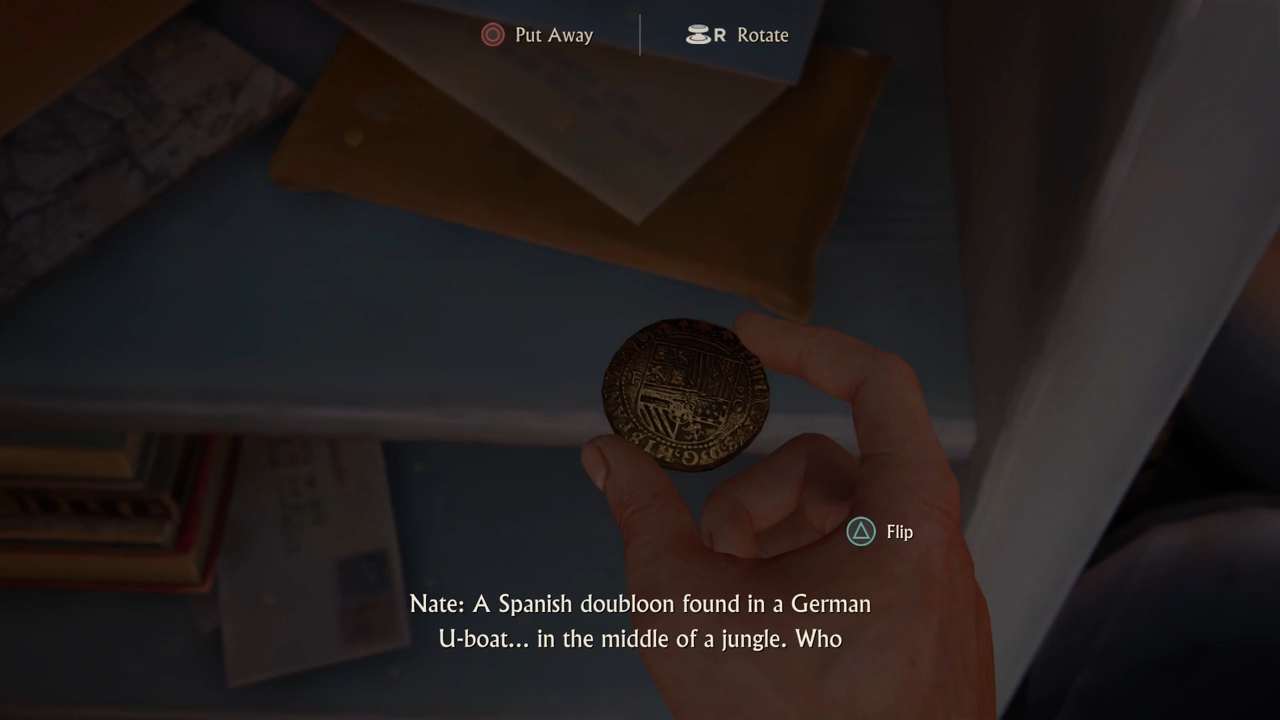 Put Away
R Rotate
Flip
Nate: A Spanish doubloon found in a German
U-boat... in the middle of a jungle. Who